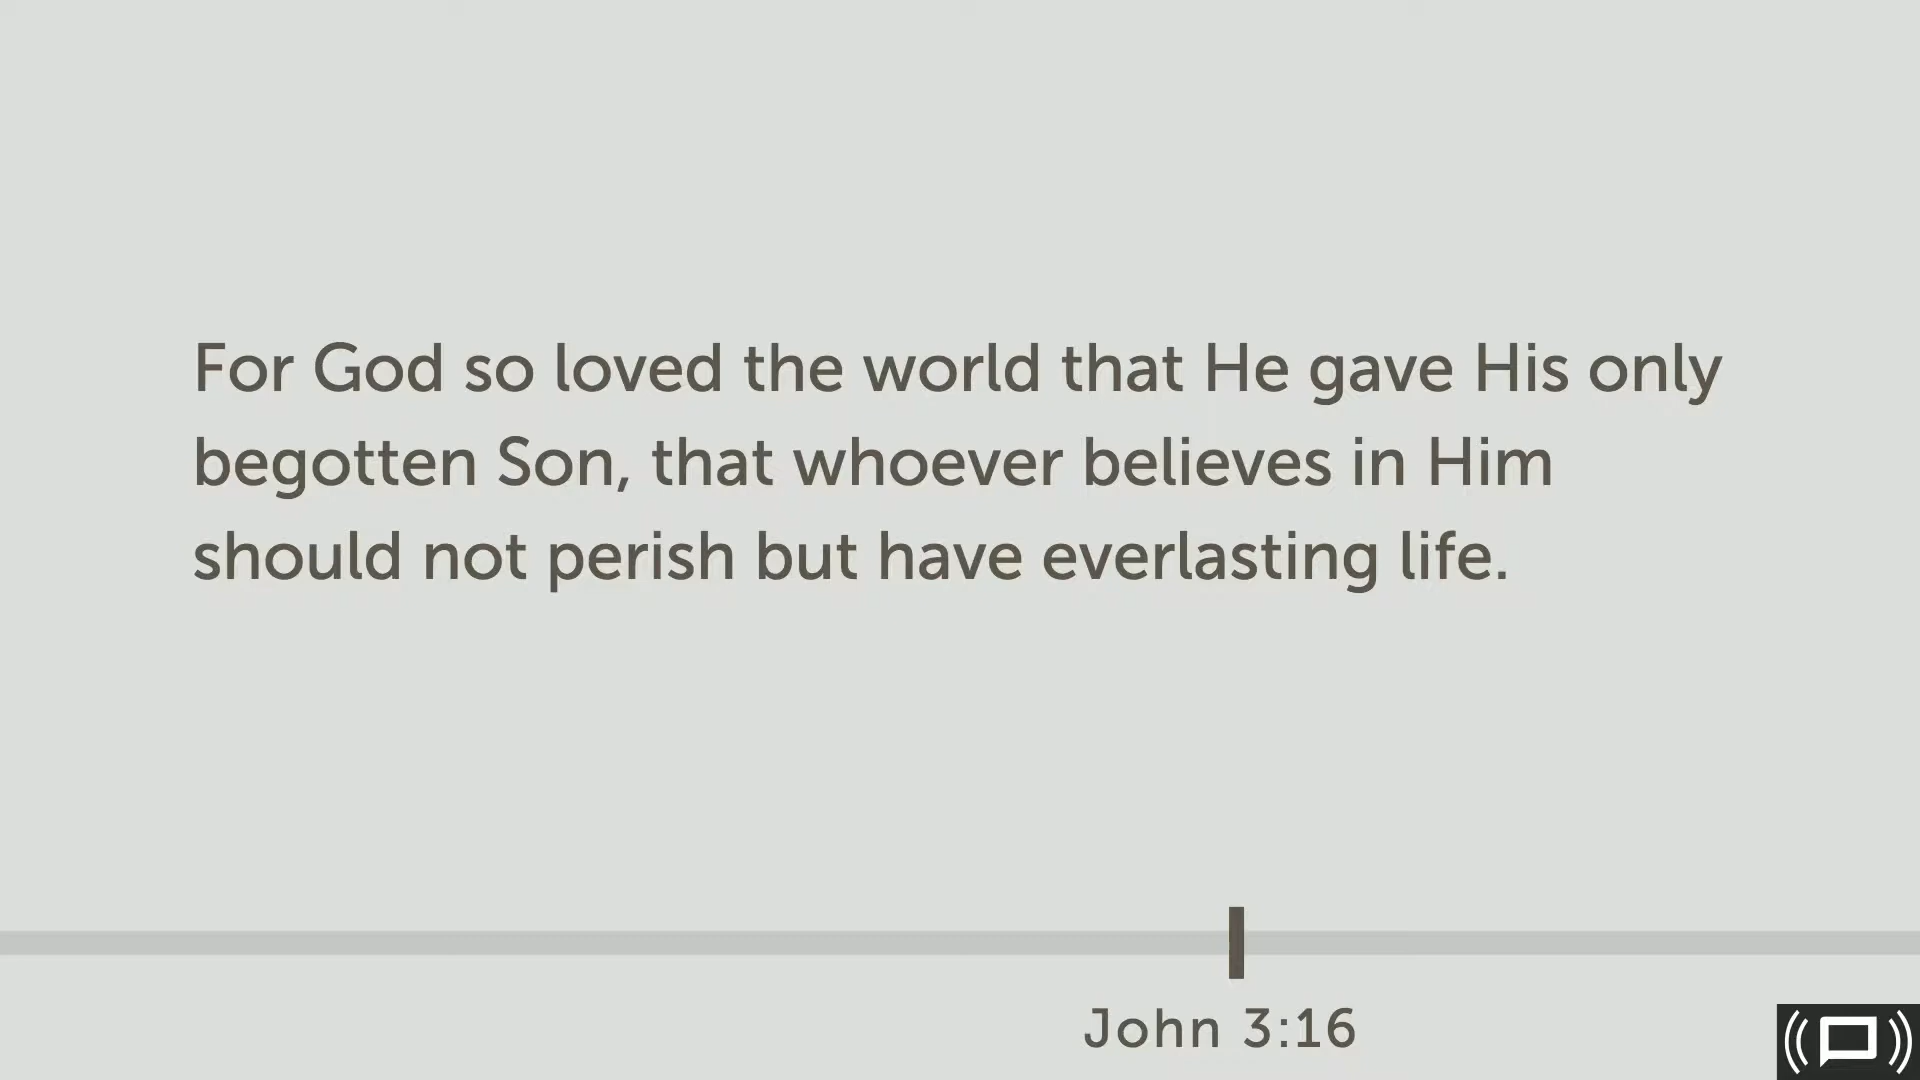 For God so loved the world that He gave His only
begotten Son, that whoever believes in Him
should not perish but have everlasting life.
John 3:16